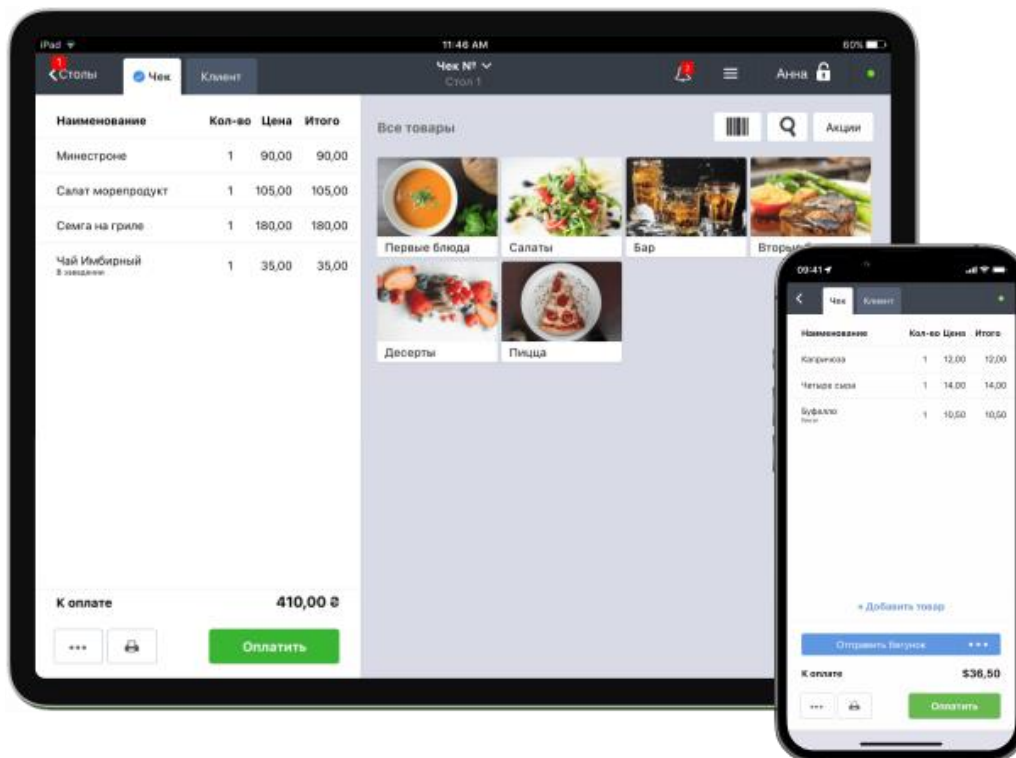 iPad
11:46 AM
60%
1
Столы
Чек
Клиент
Чек №
Стол 1
2
Анна
Наименование Кол-во Цена Итого
Минестроне 1 90,00 90,00
Салат морепродукт 1 105,00 105,00
Семга на гриле 1 180,00 180,00
Чай Имбирный 1 35,00 35,00
В заведении
К оплате 410,00 ₴
Оплатить
Все товары
Акции
Первые блюда
Салаты
Бар
Вторые
Десерты
Пицца
09:41
Чек
Клиент
Наименование Кол-во Цена Итого
Капричоза 1 12,00 12,00
Четыре сыра 1 14,00 14,00
Буфалло 1 10,50 10,50
+ Добавить товар
Отправить бегунок
К оплате $36,50
Оплатить